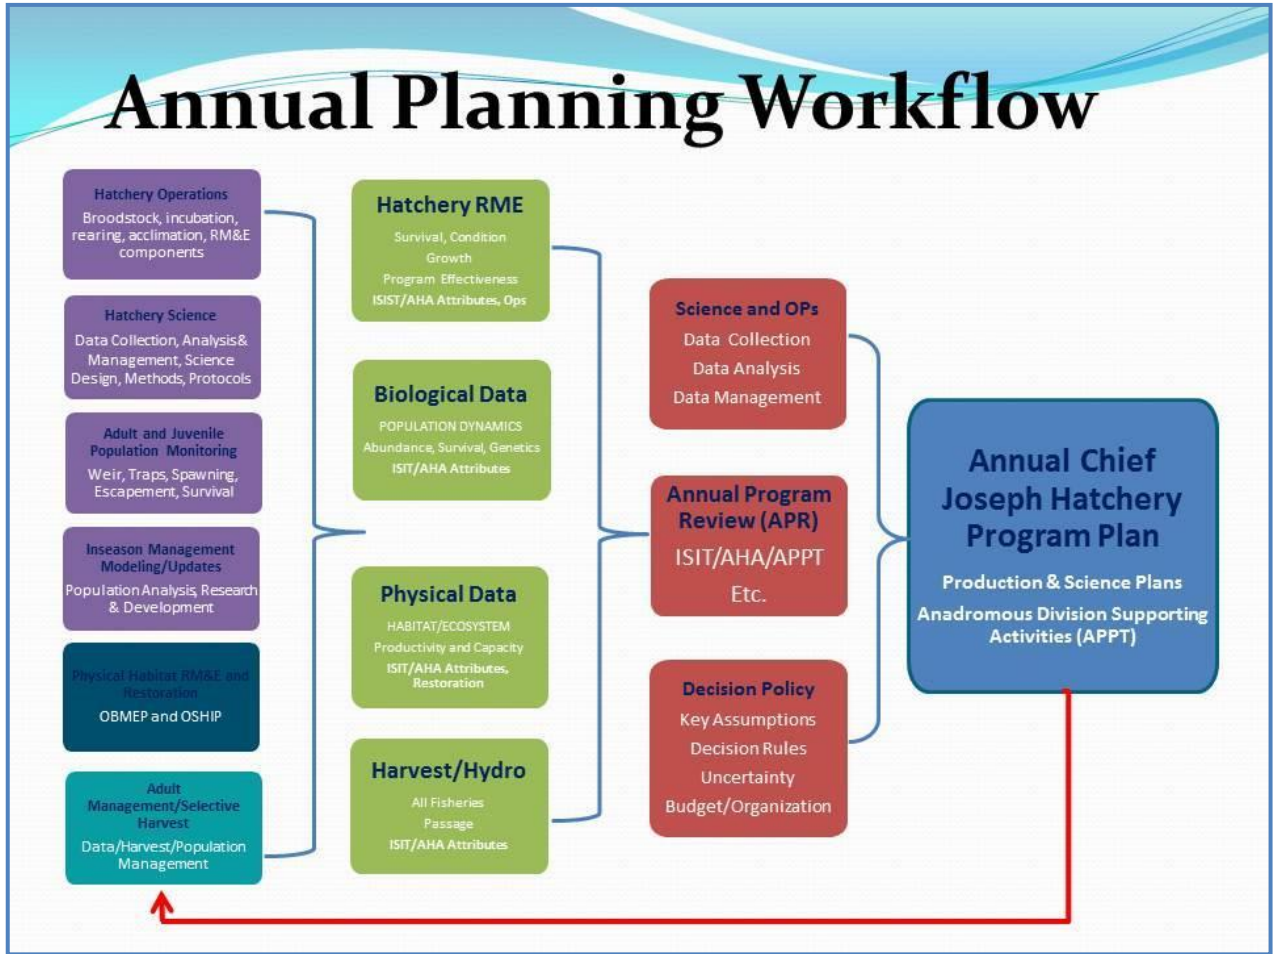 Annual Planning Workflow
Hatchery Operations
Broodstock, incubation,
rearing, acclimation, RM&E
components
Hatchery Science
Data Collection, Analysis&
Management, Science
Design, Methods, Protocols
Adult and Juvenile
Population Monitoring
Weir, Traps, Spawning,
Escapement, Survival
Inseason Management
Modeling/Updates
Population Analysis, Research
& Development
Physical Habitat RM&E and
Restoration
OBMEP and OSHIP
Adult
Management/Selective
Harvest
Data/Harvest/Population
Management
Hatchery RME
Survival, Condition
Growth
Program Effectiveness
ISIST/AHA Attributes, Ops
Biological Data
POPULATION DYNAMICS
Abundance, Survival, Genetics
ISIT/AHA Attributes
Physical Data
HABITAT/ECOSYSTEM
Productivity and Capacity
ISIT/AHA Attributes,
Restoration
Harvest/Hydro
All Fisheries
Passage
ISIT/AHA Attributes
Science and OPs
Data Collection
Data Analysis
Data Management
Annual Program
Review (APR)
ISIT/AHA/APPT
Etc.
Decision Policy
Key Assumptions
Decision Rules
Uncertainty
Budget/Organization
Annual Chief
Joseph Hatchery
Program Plan
Production & Science Plans
Anadromous Division Supporting
Activities (APPT)